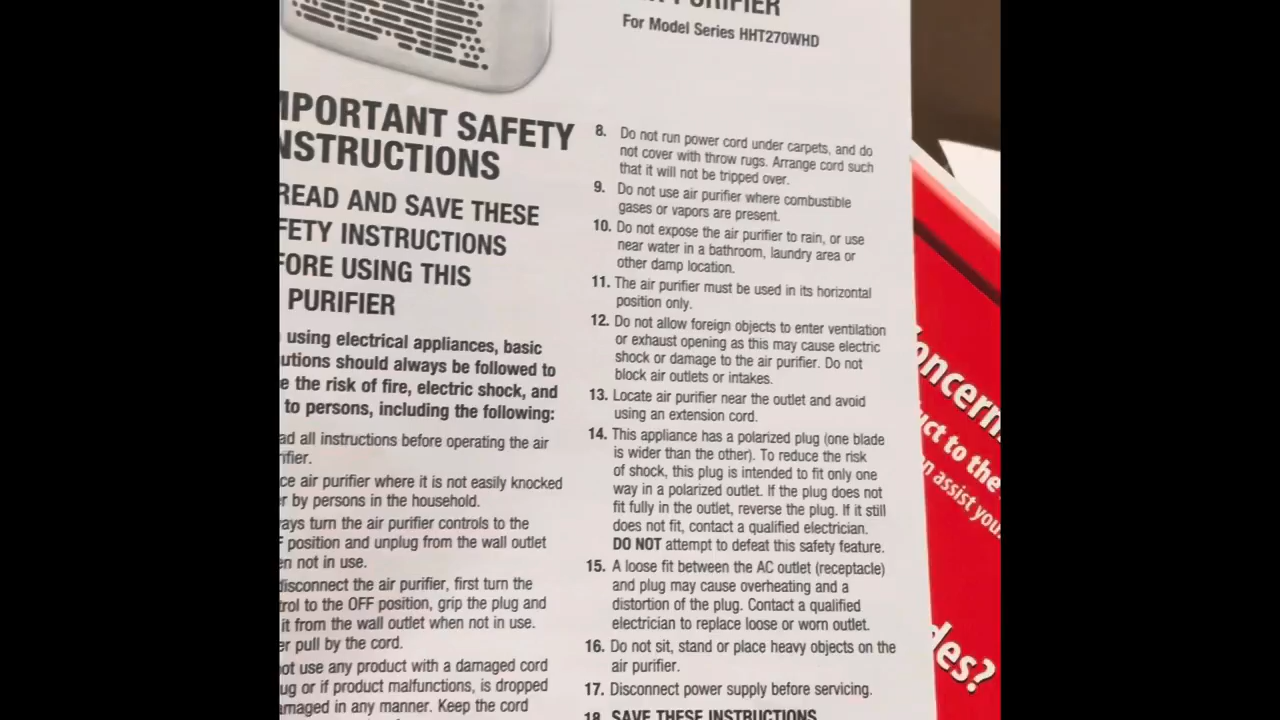 For Model Series HHT270WHD
IMPORTANT SAFETY
INSTRUCTIONS
READ AND SAVE THESE
FETY INSTRUCTIONS
FORE USING THIS
PURIFIER
using electrical appliances, basic
utions should always be followed to
e the risk of fire, electric shock, and
to persons, including the following:
ad all instructions before operating the air
rifier.
ce air purifier where it is not easily knocked
r by persons in the household.
ays turn the air purifier controls to the
F position and unplug from the wall outlet
en not in use.
disconnect the air purifier, first turn the
trol to the OFF position, grip the plug and
it from the wall outlet when not in use.
er pull by the cord.
ot use any product with a damaged cord
ug or if product malfunctions, is dropped
amaged in any manner. Keep the cord
8. Do not run power cord under carpets, and do
not cover with throw rugs. Arrange cord such
that it will not be tripped over.
9. Do not use air purifier where combustible
gases or vapors are present.
10. Do not expose the air purifier to rain, or use
near water in a bathroom, laundry area or
other damp location.
11. The air purifier must be used in its horizontal
position only.
12. Do not allow foreign objects to enter ventilation
or exhaust opening as this may cause electric
shock or damage to the air purifier. Do not
block air outlets or intakes.
13. Locate air purifier near the outlet and avoid
using an extension cord.
14. This appliance has a polarized plug (one blade
is wider than the other). To reduce the risk
of shock, this plug is intended to fit only one
way in a polarized outlet. If the plug does not
fit fully in the outlet, reverse the plug. If it still
does not fit, contact a qualified electrician.
DO NOT attempt to defeat this safety feature.
15. A loose fit between the AC outlet (receptacle)
and plug may cause overheating and a
distortion of the plug. Contact a qualified
electrician to replace loose or worn outlet.
16. Do not sit, stand or place heavy objects on the
air purifier.
17. Disconnect power supply before servicing.
18. SAVE THESE INSTRUCTIONS
oncern
uct to the
n assist you
des?